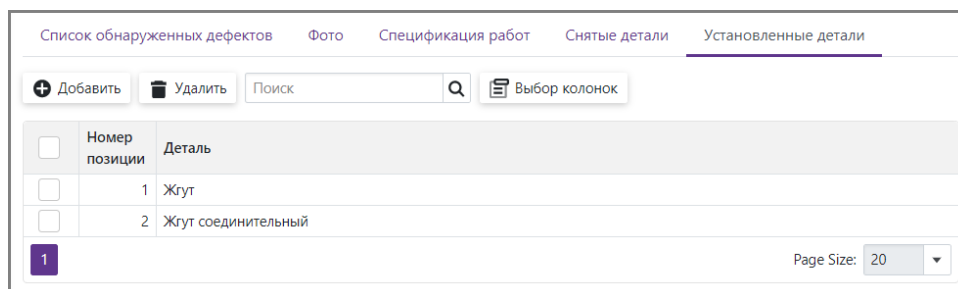 Список обнаруженных дефектов Фото Спецификация работ Снятые детали Установленные детали
Добавить Удалить Поиск Выбор колонок
Номер позиции Деталь
1 Жгут
2 Жгут соединительный
1 Page Size: 20